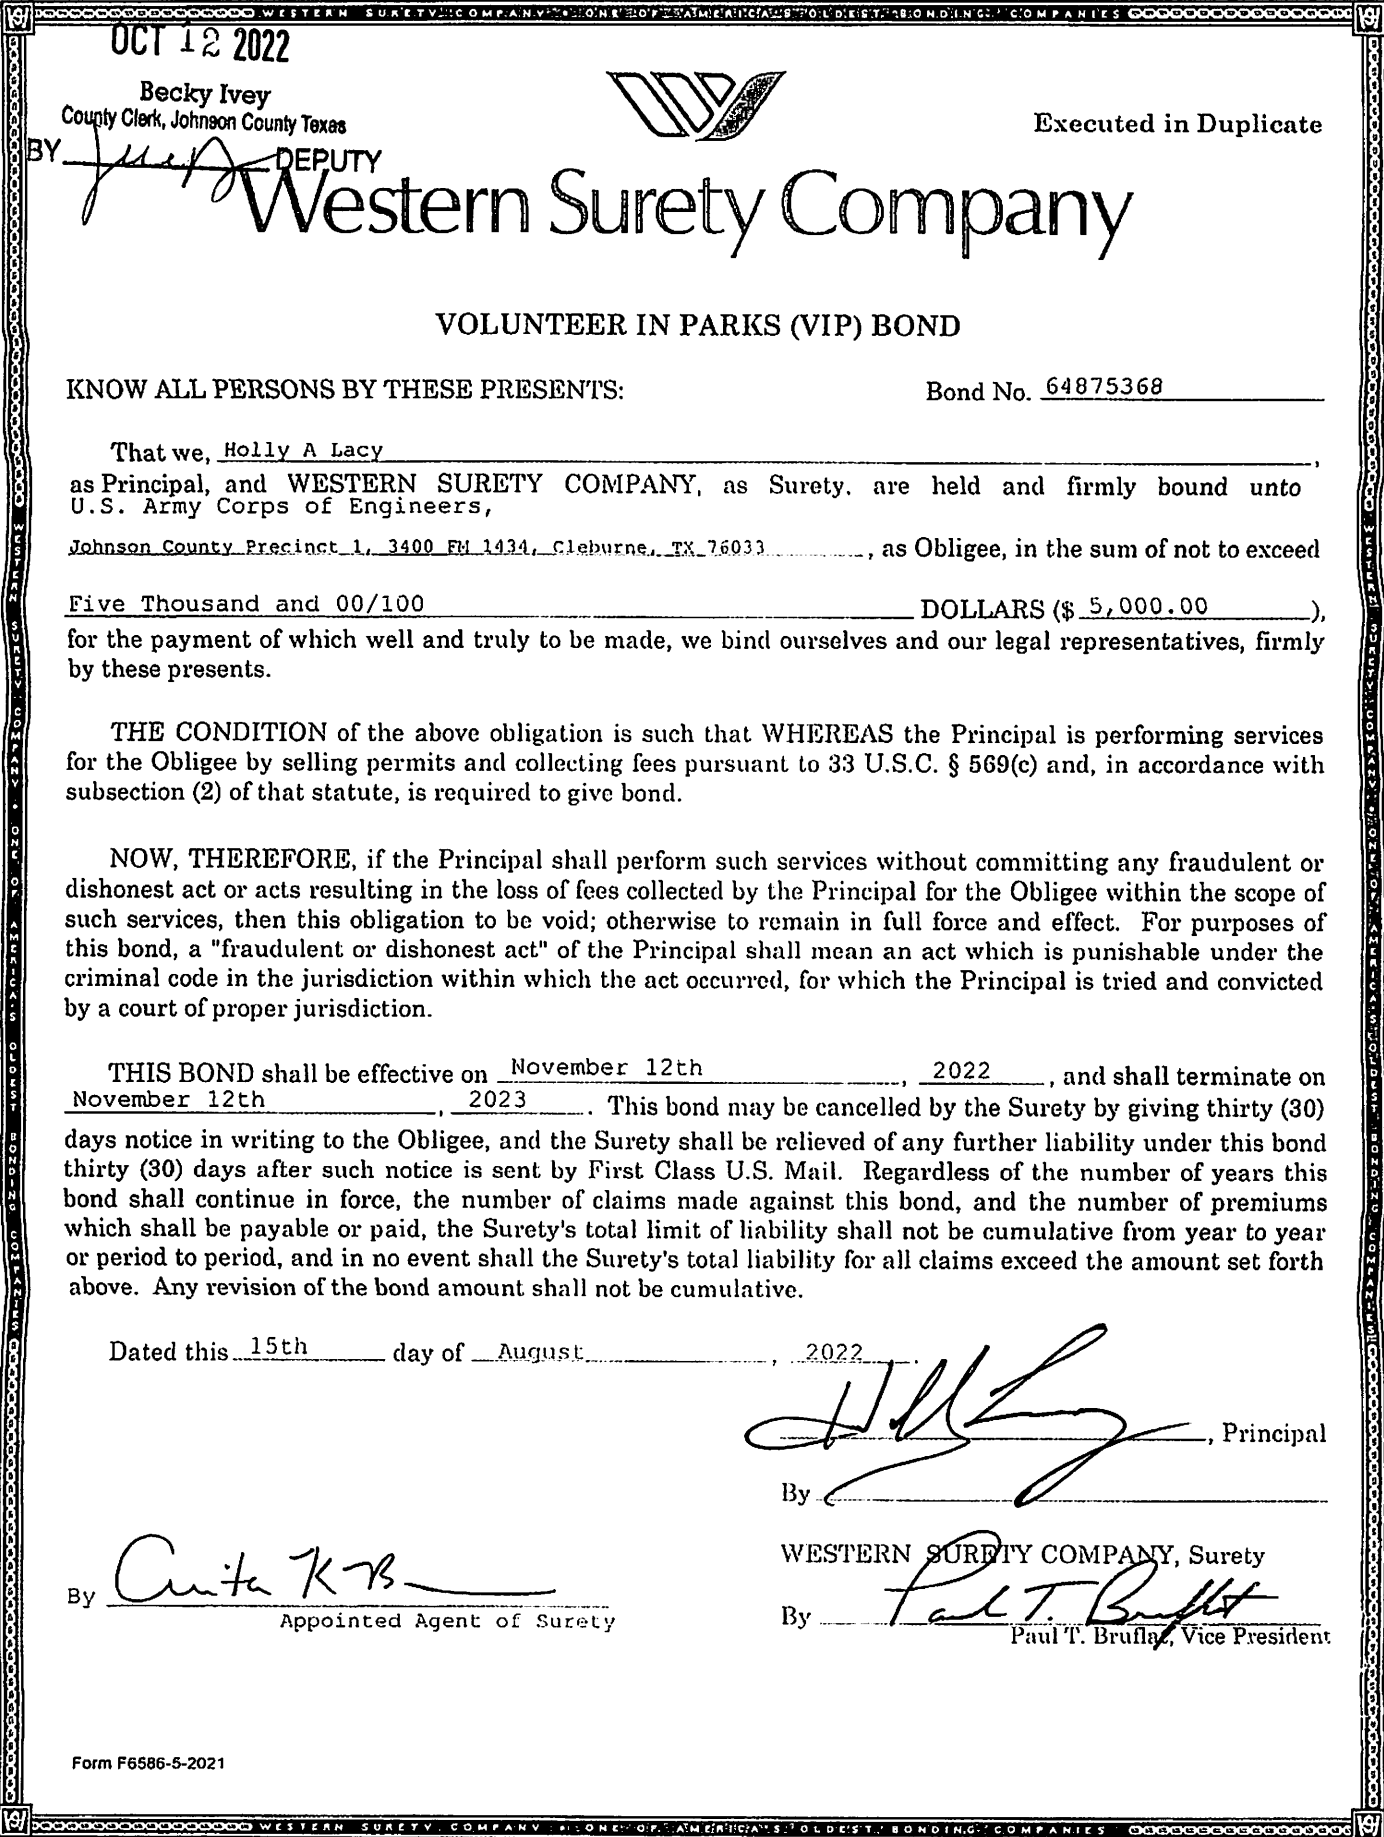 WESTERN SURETY COMPANY • ONE OF AMERICA'S OLDEST BONDING COMPANIES
OCT 12 2022
Becky Ivey
County Clerk, Johnson County Texas
BY DEPUTY
Executed in Duplicate
Western Surety Company
VOLUNTEER IN PARKS (VIP) BOND
KNOW ALL PERSONS BY THESE PRESENTS: Bond No. 64875368
That we, Holly A Lacy,
as Principal, and WESTERN SURETY COMPANY, as Surety, are held and firmly bound unto
U.S. Army Corps of Engineers,
Johnson County Precinct 1, 3400 FM 1434, Cleburne, TX 76033, as Obligee, in the sum of not to exceed
Five Thousand and 00/100 DOLLARS ($ 5,000.00),
for the payment of which well and truly to be made, we bind ourselves and our legal representatives, firmly
by these presents.
THE CONDITION of the above obligation is such that WHEREAS the Principal is performing services
for the Obligee by selling permits and collecting fees pursuant to 33 U.S.C. § 569(c) and, in accordance with
subsection (2) of that statute, is required to give bond.
NOW, THEREFORE, if the Principal shall perform such services without committing any fraudulent or
dishonest act or acts resulting in the loss of fees collected by the Principal for the Obligee within the scope of
such services, then this obligation to be void; otherwise to remain in full force and effect. For purposes of
this bond, a "fraudulent or dishonest act" of the Principal shall mean an act which is punishable under the
criminal code in the jurisdiction within which the act occurred, for which the Principal is tried and convicted
by a court of proper jurisdiction.
THIS BOND shall be effective on November 12th, 2022, and shall terminate on
November 12th, 2023. This bond may be cancelled by the Surety by giving thirty (30)
days notice in writing to the Obligee, and the Surety shall be relieved of any further liability under this bond
thirty (30) days after such notice is sent by First Class U.S. Mail. Regardless of the number of years this
bond shall continue in force, the number of claims made against this bond, and the number of premiums
which shall be payable or paid, the Surety's total limit of liability shall not be cumulative from year to year
or period to period, and in no event shall the Surety's total liability for all claims exceed the amount set forth
above. Any revision of the bond amount shall not be cumulative.
Dated this 15th day of August, 2022.
, Principal
By
WESTERN SURETY COMPANY, Surety
By Anita K B
Appointed Agent of Surety
By Paul T. Bruflat
Paul T. Bruflat, Vice President
Form F6586-5-2021
WESTERN SURETY COMPANY • ONE OF AMERICA'S OLDEST BONDING COMPANIES